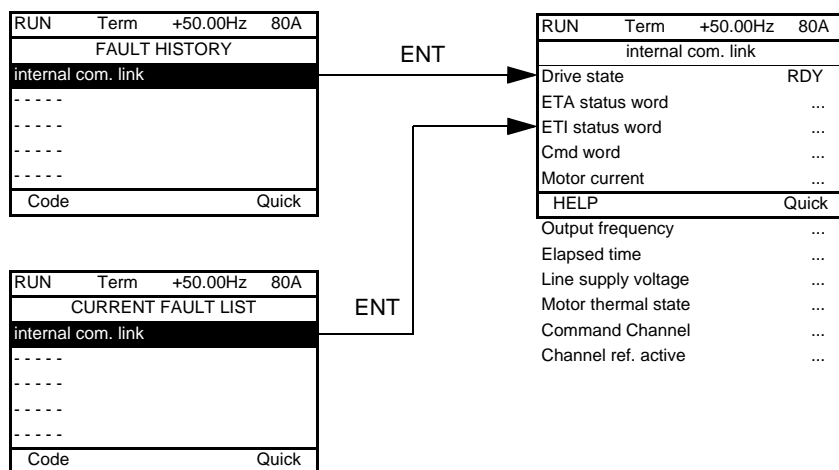 RUN Term +50.00Hz 80A
FAULT HISTORY
internal com. link
- - - - -
- - - - -
- - - - -
- - - - -
Code Quick
ENT
RUN Term +50.00Hz 80A
CURRENT FAULT LIST
internal com. link
- - - - -
- - - - -
- - - - -
- - - - -
Code Quick
ENT
RUN Term +50.00Hz 80A
internal com. link
Drive state RDY
ETA status word ...
ETI status word ...
Cmd word ...
Motor current ...
HELP Quick
Output frequency ...
Elapsed time ...
Line supply voltage ...
Motor thermal state ...
Command Channel ...
Channel ref. active ...